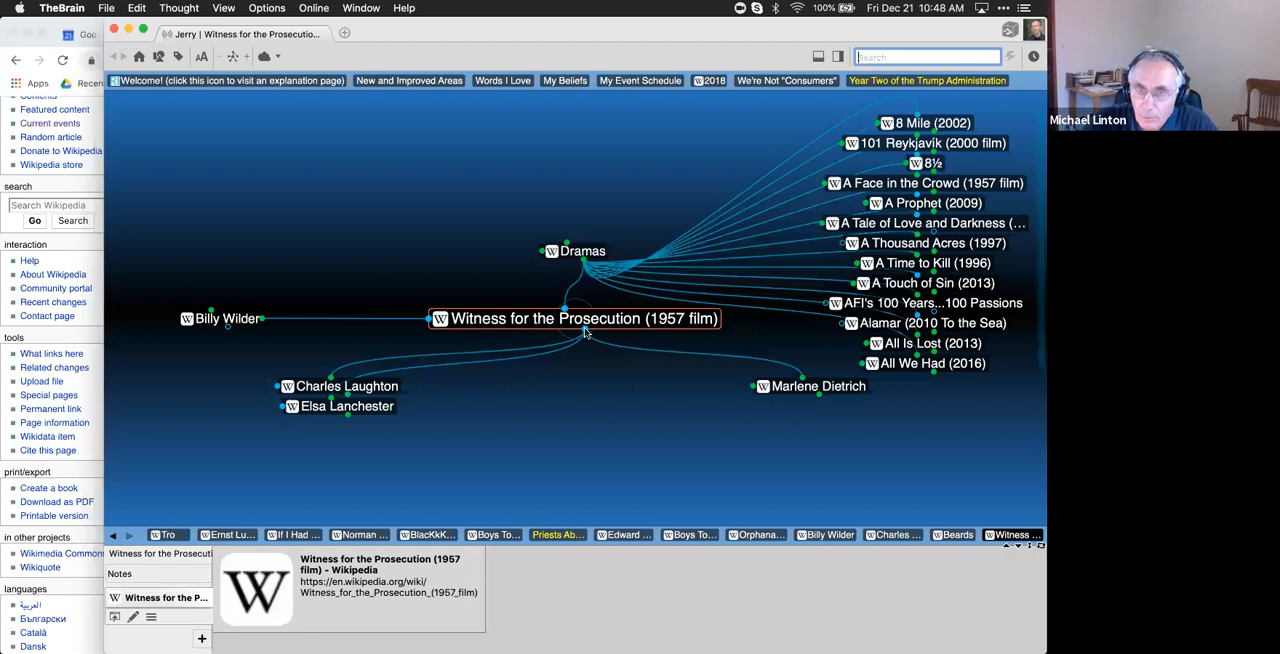 TheBrain File Edit Thought View Options Online Window Help 100% Fri Dec 21 10:48 AM
21 Goo
Jerry | Witness for the Prosecutio...
AA Search
Apps Recen
Welcome! (click this icon to visit an explanation page) New and Improved Areas Words I Love My Beliefs My Event Schedule W 2018 We're Not "Consumers" Year Two of the Trump Administration
Contents
Featured content
Current events
Random article
Donate to Wikipedia
Wikipedia store
search
Search Wikipedia
Go Search
interaction
Help
About Wikipedia
Community portal
Recent changes
Contact page
tools
What links here
Related changes
Upload file
Special pages
Permanent link
Page information
Wikidata item
Cite this page
print/export
Create a book
Download as PDF
Printable version
in other projects
Wikimedia Commons
Wikiquote
languages
العربية
Български
Català
Dansk
W 8 Mile (2002)
W 101 Reykjavík (2000 film)
W 8½
W A Face in the Crowd (1957 film)
W A Prophet (2009)
W A Tale of Love and Darkness (...
W A Thousand Acres (1997)
W A Time to Kill (1996)
W A Touch of Sin (2013)
W AFI's 100 Years...100 Passions
W Alamar (2010 To the Sea)
W All Is Lost (2013)
W All We Had (2016)
W Dramas
W Billy Wilder
W Witness for the Prosecution (1957 film)
W Charles Laughton
W Elsa Lanchester
W Marlene Dietrich
W Tro W Ernst Lu... W If I Had ... W Norman ... W BlacKkK... W Boys To... Priests Ab... W Edward ... W Boys To... W Orphana... W Billy Wilder W Charles ... W Beards W Witness ...
Witness for the Prosecuti
Notes
W Witness for the P...
+
W
Witness for the Prosecution (1957
film) - Wikipedia
https://en.wikipedia.org/wiki/
Witness_for_the_Prosecution_(1957_film)
Michael Linton